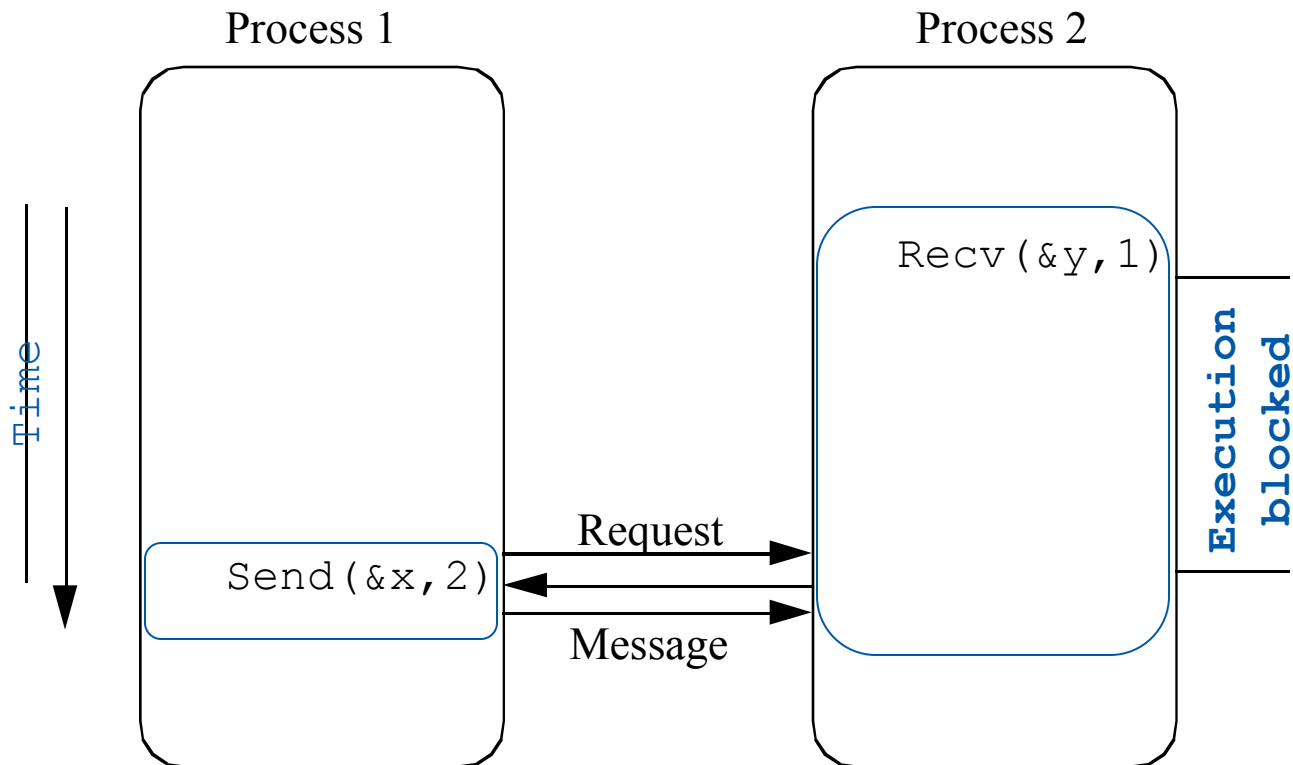 Process 1
Process 2
Recv(&y,1)
Time
Execution
blocked
Request
Send(&x,2)
Message